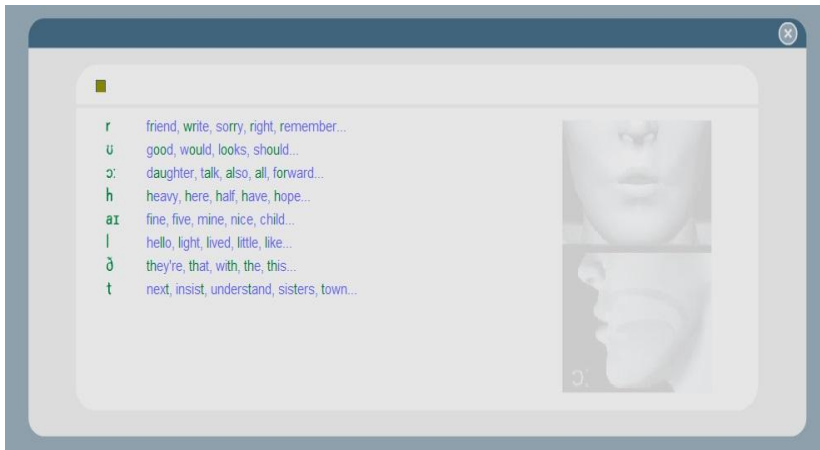 r friend, write, sorry, right, remember...
ʊ good, would, looks, should...
ɔː daughter, talk, also, all, forward...
h heavy, here, half, have, hope...
aɪ fine, five, mine, nice, child...
l hello, light, lived, little, like...
ð they're, that, with, the, this...
t next, insist, understand, sisters, town...
ɔː